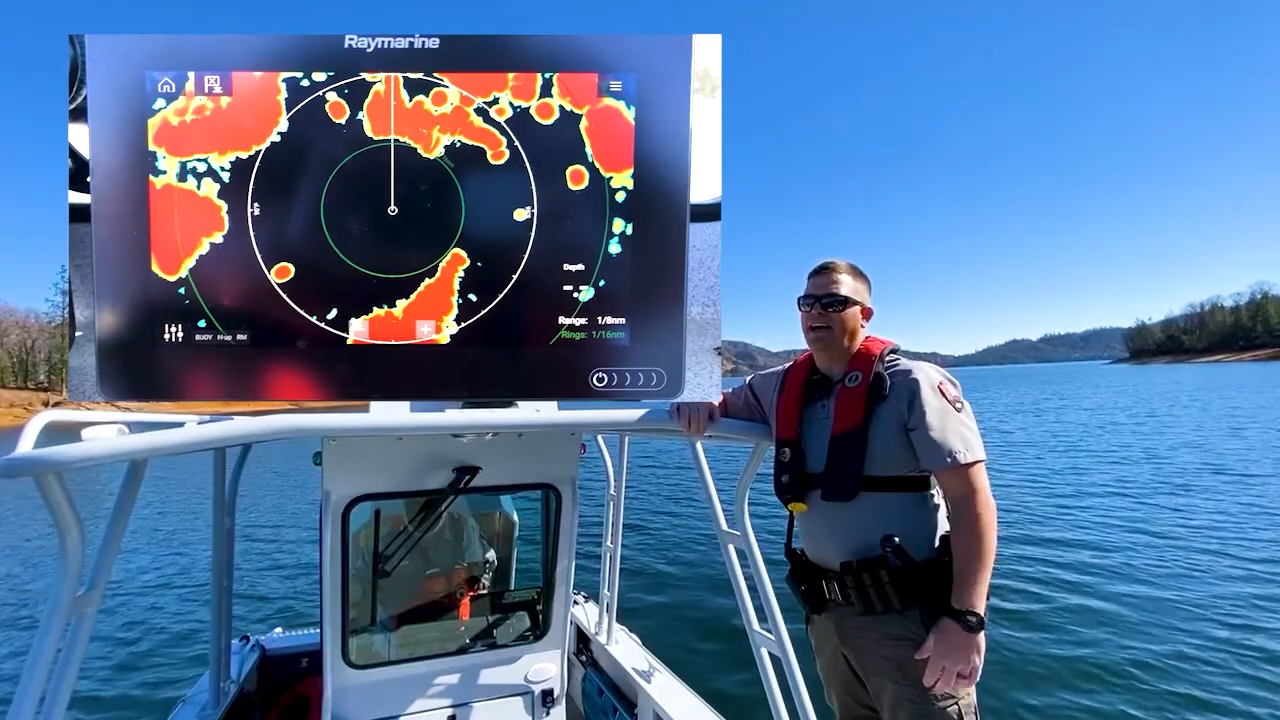 Raymarine
Depth
--.-
Range: 1/8nm
Rings: 1/16nm
BUOY H-up RM